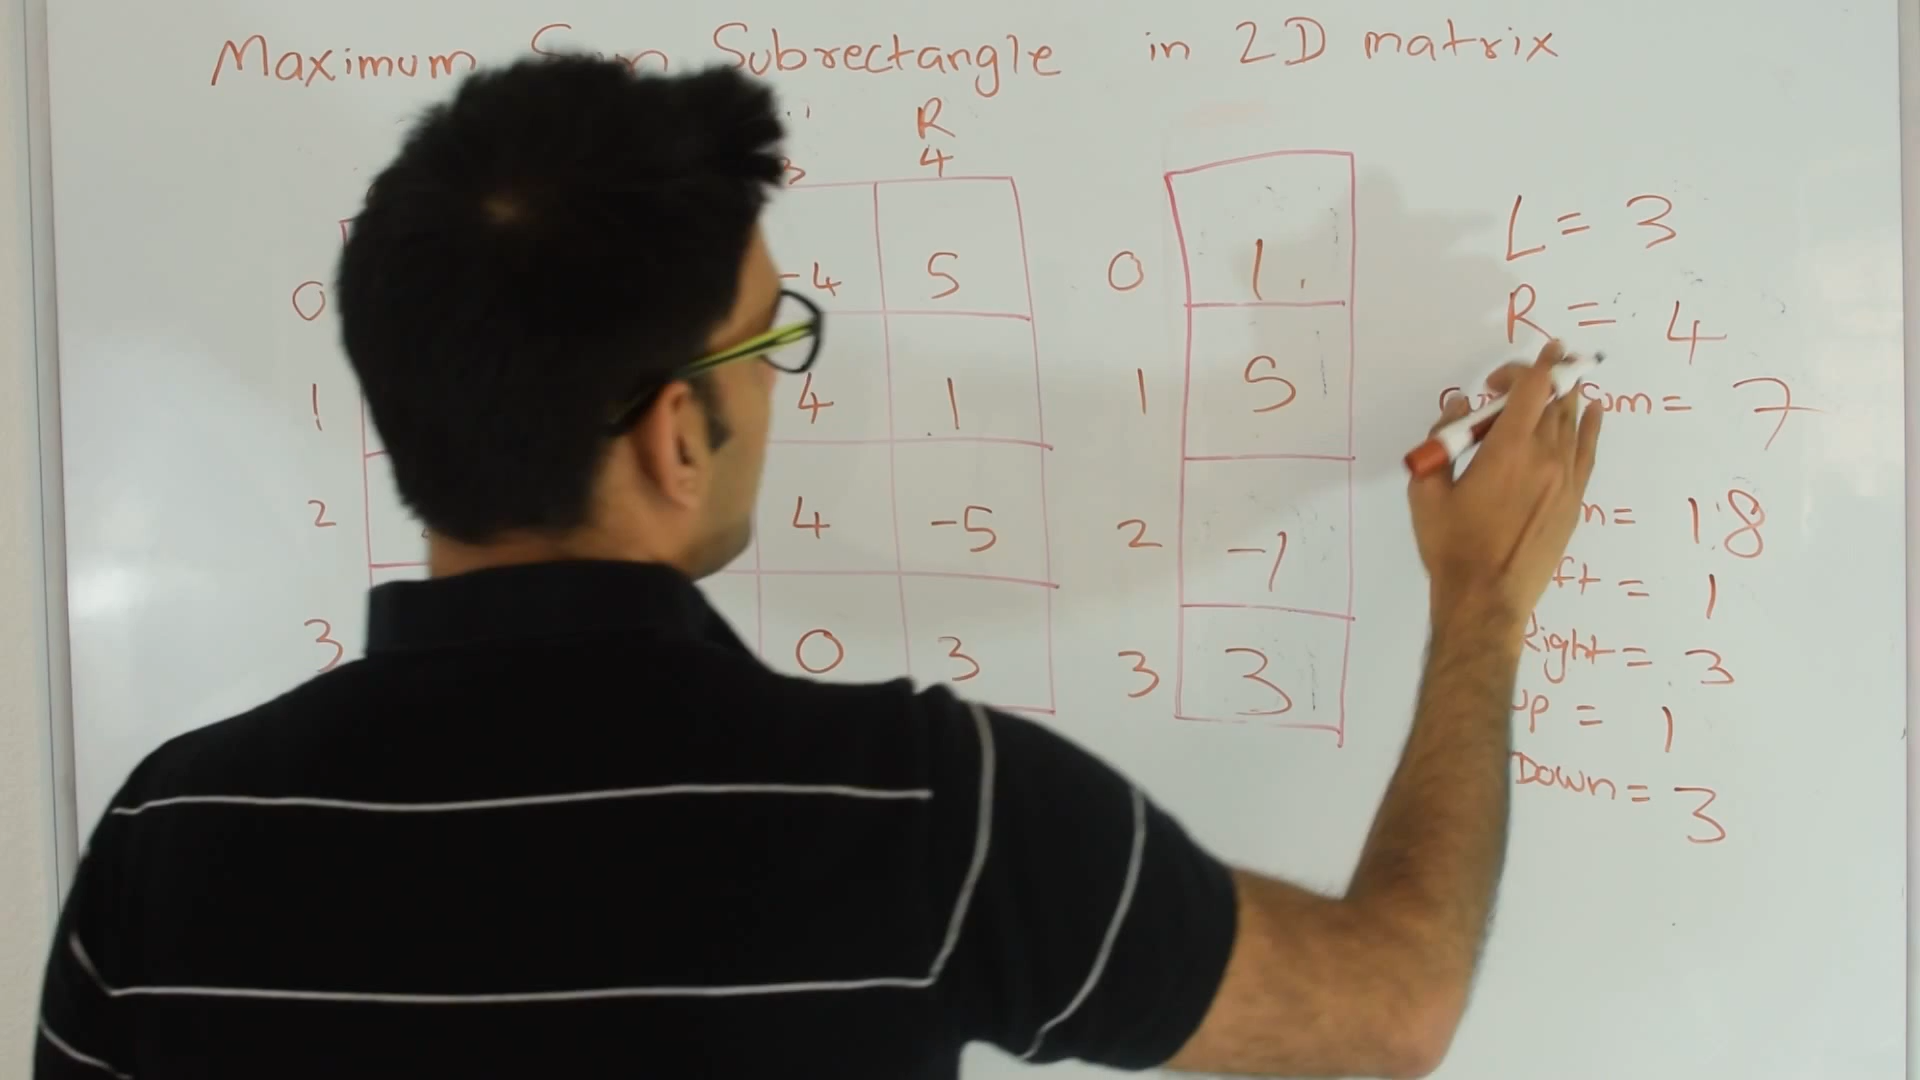 Maximum Sum Subrectangle in 2D matrix
R
3 4
0 -4 5 0 1
1 4 1 1 5
2 4 -5 2 -1
3 0 3 3 3
L = 3
R = 4
sum = 7
= 18
= 1
Right = 3
up = 1
Down = 3